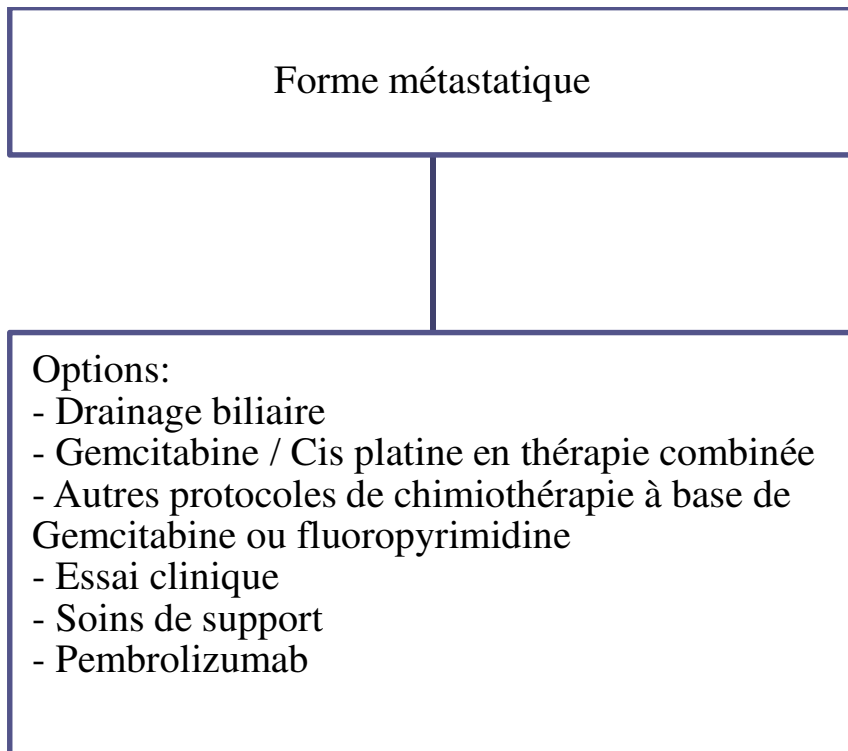 Forme métastatique
Options:
- Drainage biliaire
- Gemcitabine / Cis platine en thérapie combinée
- Autres protocoles de chimiothérapie à base de
Gemcitabine ou fluoropyrimidine
- Essai clinique
- Soins de support
- Pembrolizumab